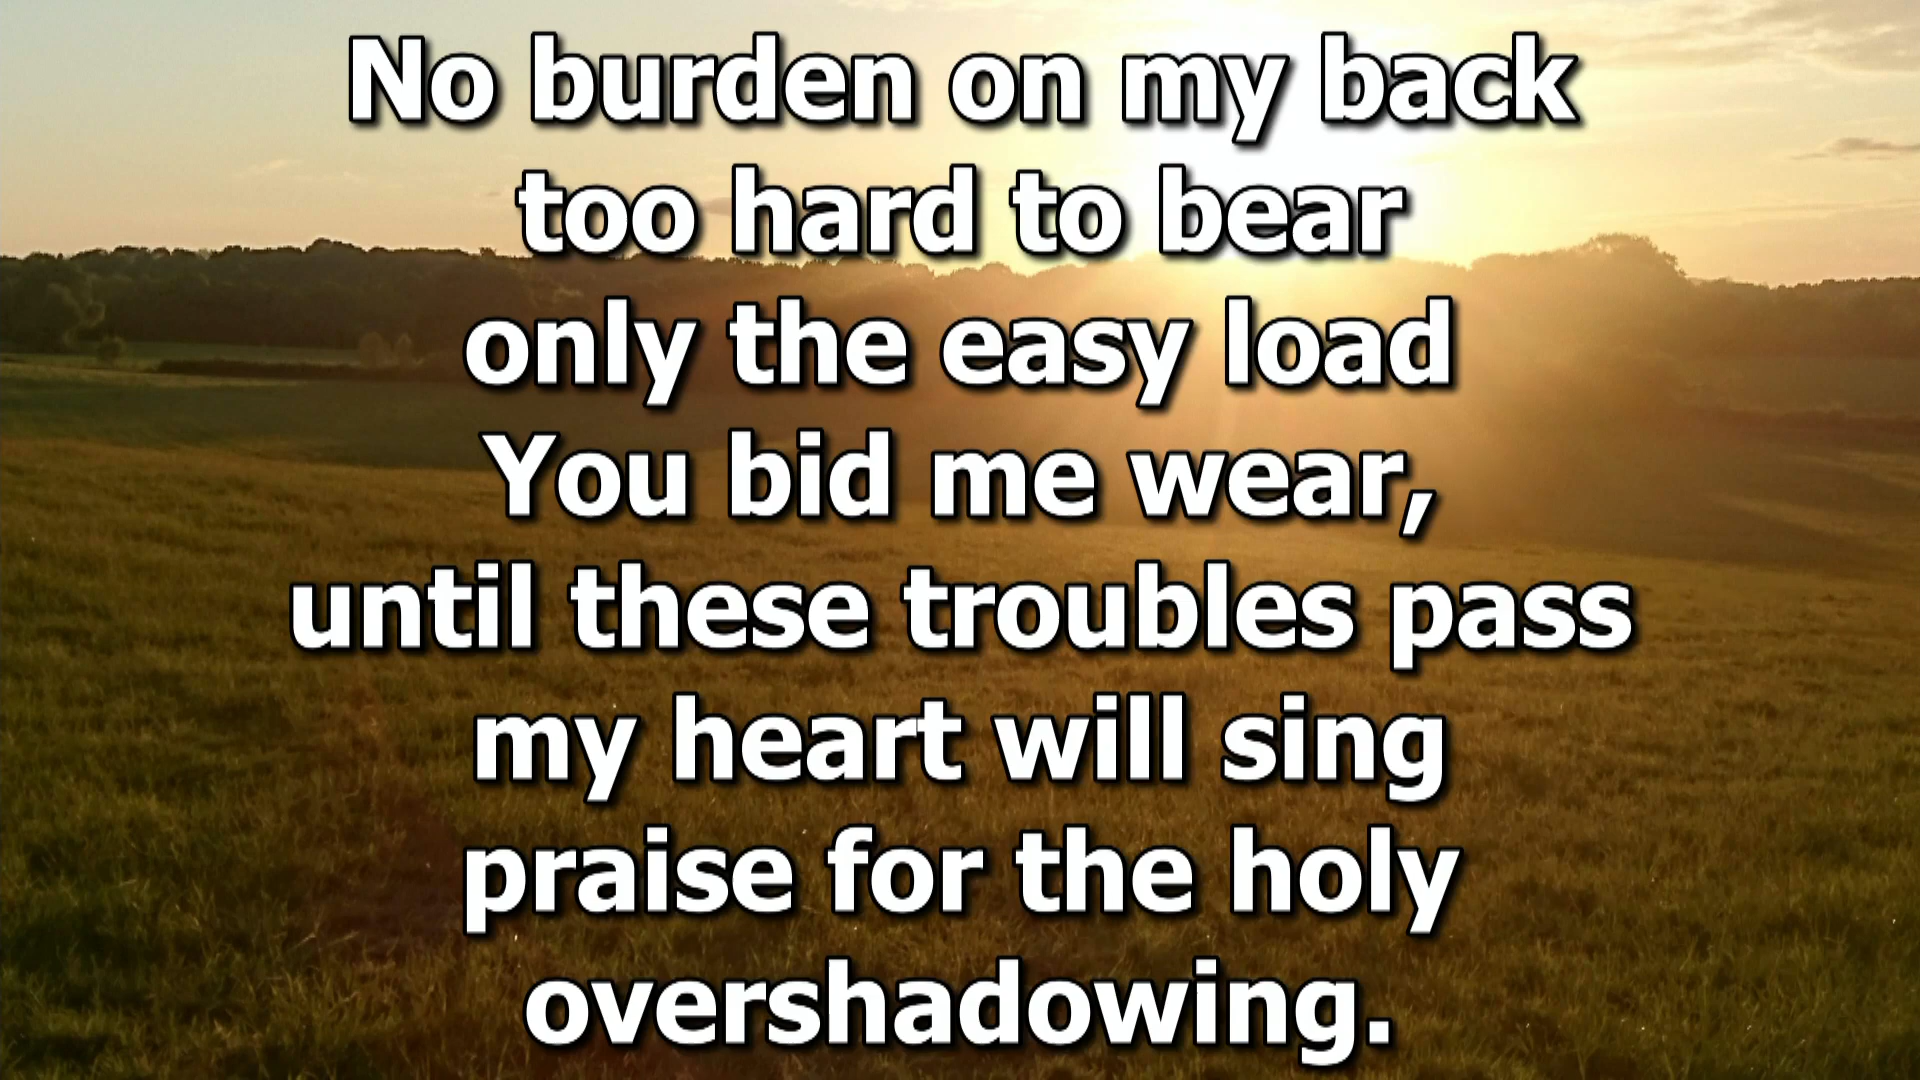 No burden on my back
too hard to bear
only the easy load
You bid me wear,
until these troubles pass
my heart will sing
praise for the holy
overshadowing.